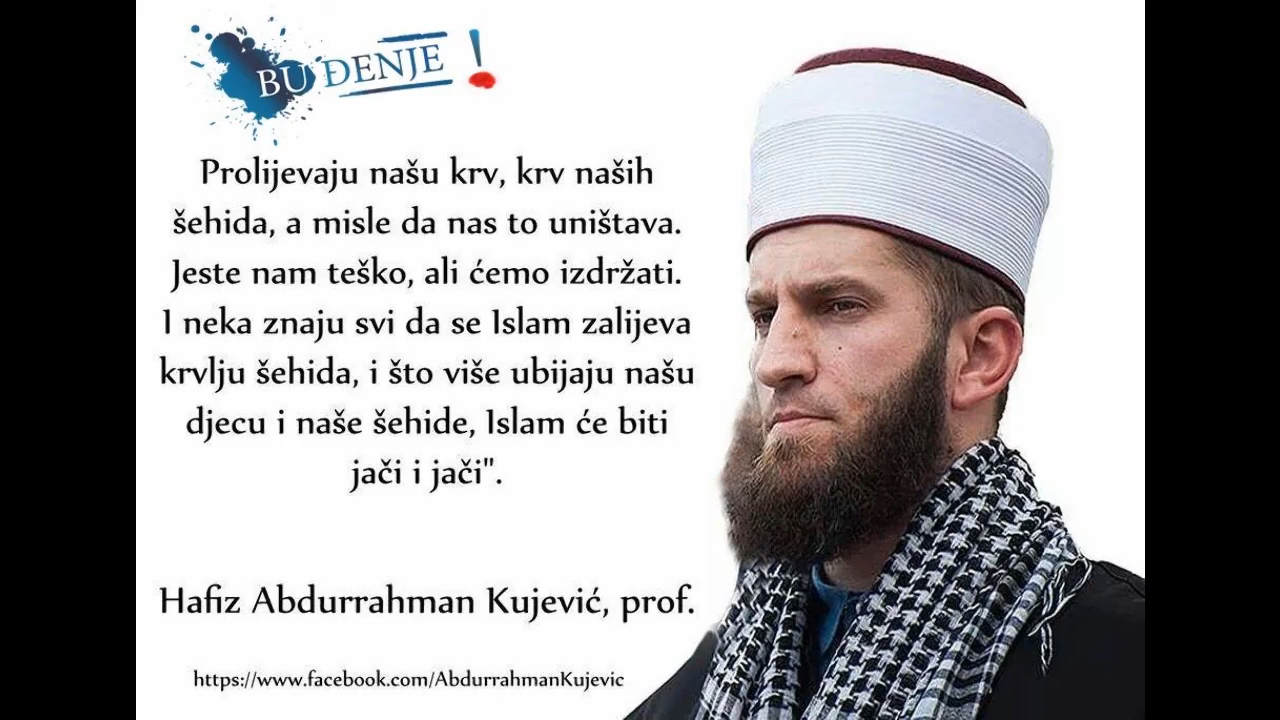 BUĐENJE !
Prolijevaju našu krv, krv naših
šehida, a misle da nas to uništava.
Jeste nam teško, ali ćemo izdržati.
I neka znaju svi da se Islam zalijeva
krvlju šehida, i što više ubijaju našu
djecu i naše šehide, Islam će biti
jači i jači".
Hafiz Abdurrahman Kujević, prof.
https://www.facebook.com/AbdurrahmanKujevic